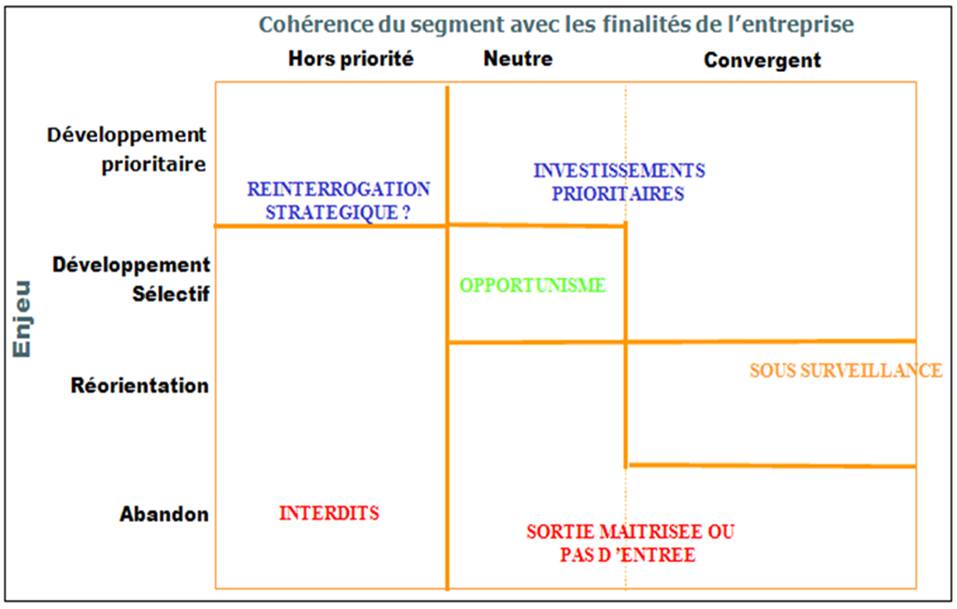 Cohérence du segment avec les finalités de l’entreprise
Hors priorité
Neutre
Convergent
Enjeu
Développement
prioritaire
REINTERROGATION
STRATEGIQUE ?
INVESTISSEMENTS
PRIORITAIRES
Développement
Sélectif
OPPORTUNISME
Réorientation
SOUS SURVEILLANCE
Abandon
INTERDITS
SORTIE MAITRISEE OU
PAS D ’ENTREE